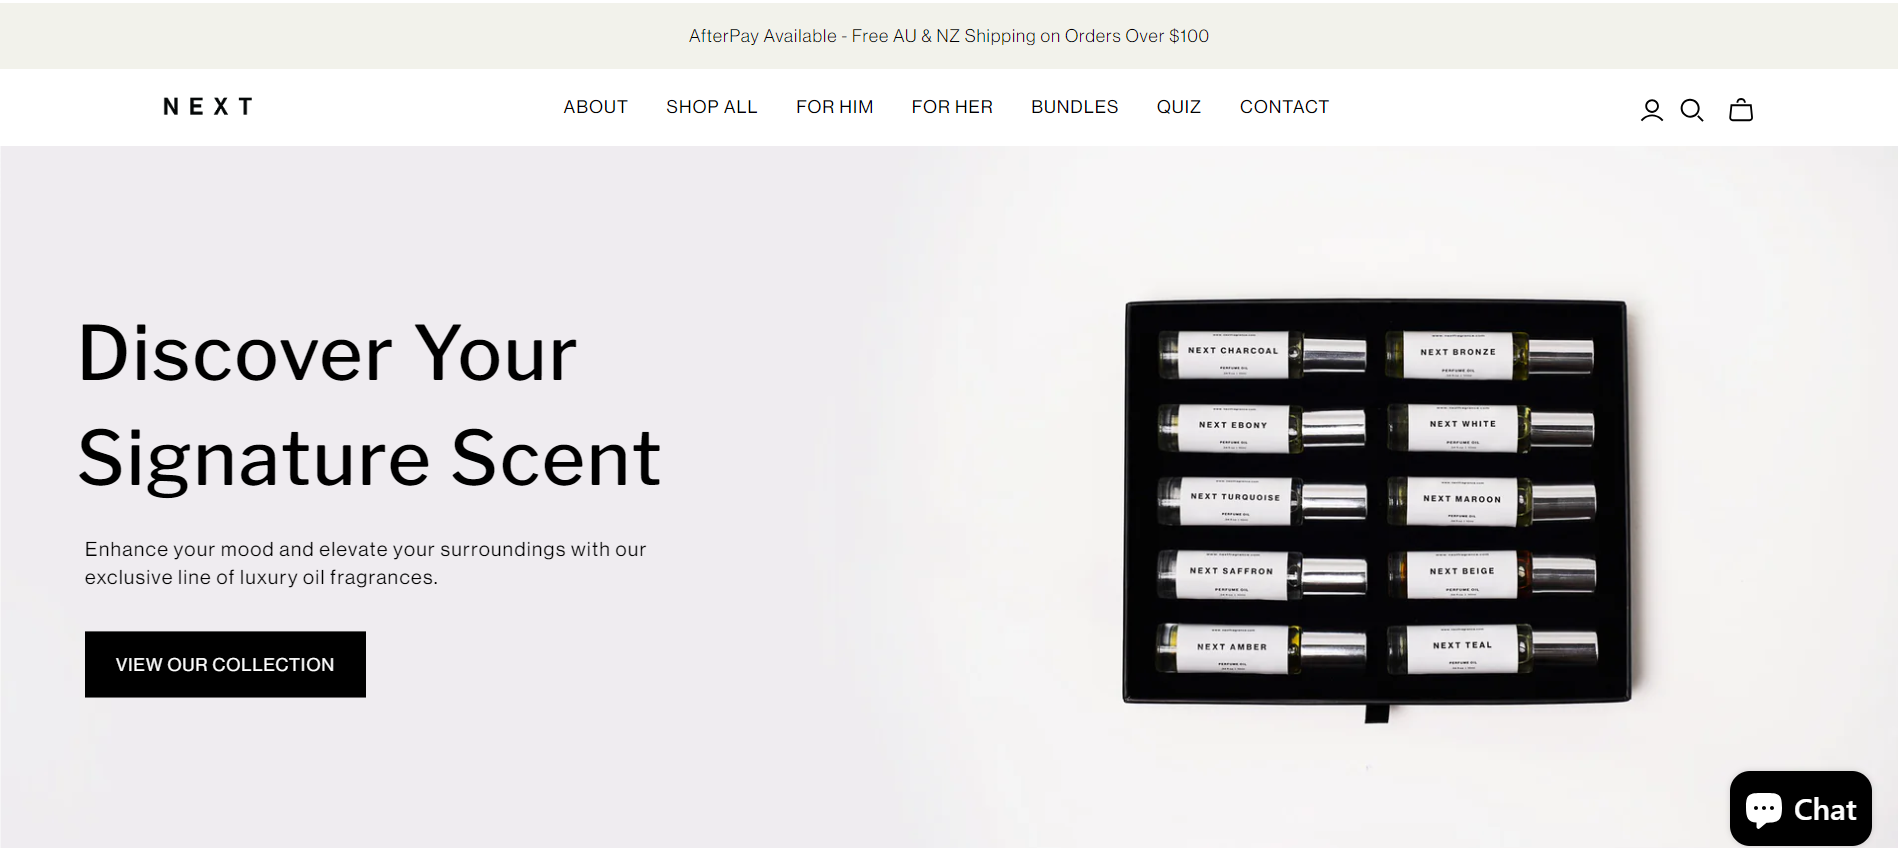 AfterPay Available - Free AU & NZ Shipping on Orders Over $100
NEXT
ABOUT
SHOP ALL
FOR HIM
FOR HER
BUNDLES
QUIZ
CONTACT
Discover Your
Signature Scent
Enhance your mood and elevate your surroundings with our
exclusive line of luxury oil fragrances.
VIEW OUR COLLECTION
NEXT CHARCOAL
PERFUME OIL
NEXT BRONZE
PERFUME OIL
NEXT EBONY
PERFUME OIL
NEXT WHITE
PERFUME OIL
NEXT TURQUOISE
PERFUME OIL
NEXT MAROON
PERFUME OIL
NEXT SAFFRON
PERFUME OIL
NEXT BEIGE
PERFUME OIL
NEXT AMBER
PERFUME OIL
NEXT TEAL
PERFUME OIL
Chat